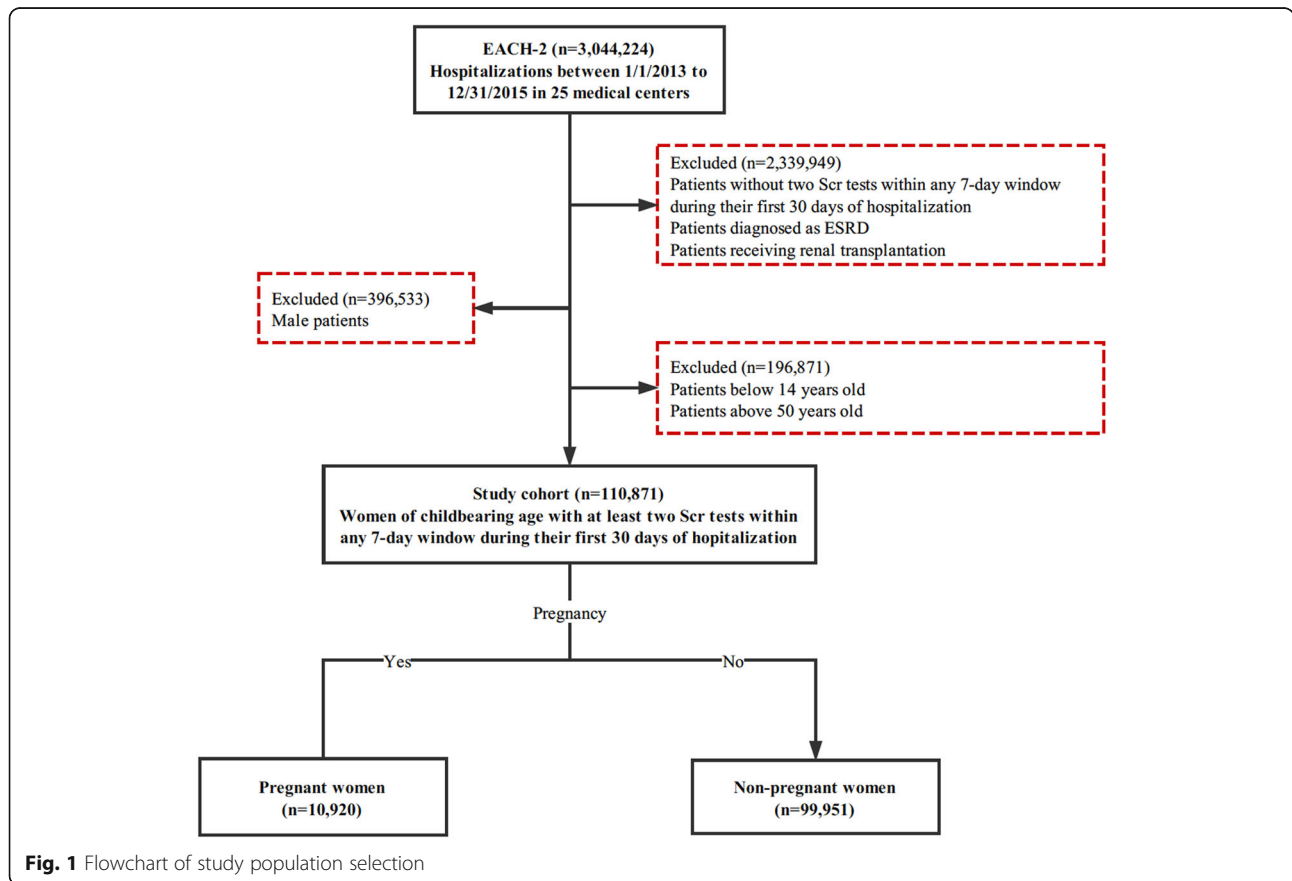 EACH-2 (n=3,044,224)
Hospitalizations between 1/1/2013 to
12/31/2015 in 25 medical centers
Excluded (n=2,339,949)
Patients without two Scr tests within any 7-day window
during their first 30 days of hospitalization
Patients diagnosed as ESRD
Patients receiving renal transplantation
Excluded (n=396,533)
Male patients
Excluded (n=196,871)
Patients below 14 years old
Patients above 50 years old
Study cohort (n=110,871)
Women of childbearing age with at least two Scr tests within
any 7-day window during their first 30 days of hopitalization
Pregnancy
Yes
No
Pregnant women
(n=10,920)
Non-pregnant women
(n=99,951)
Fig. 1 Flowchart of study population selection